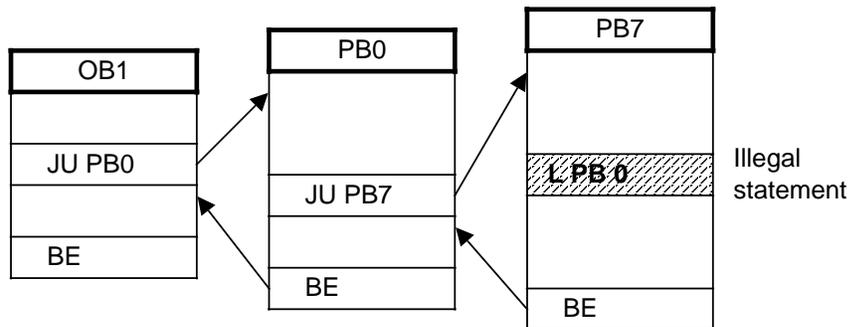 OB1
JU PB0
BE
PB0
JU PB7
BE
PB7
L PB 0
BE
Illegal
statement